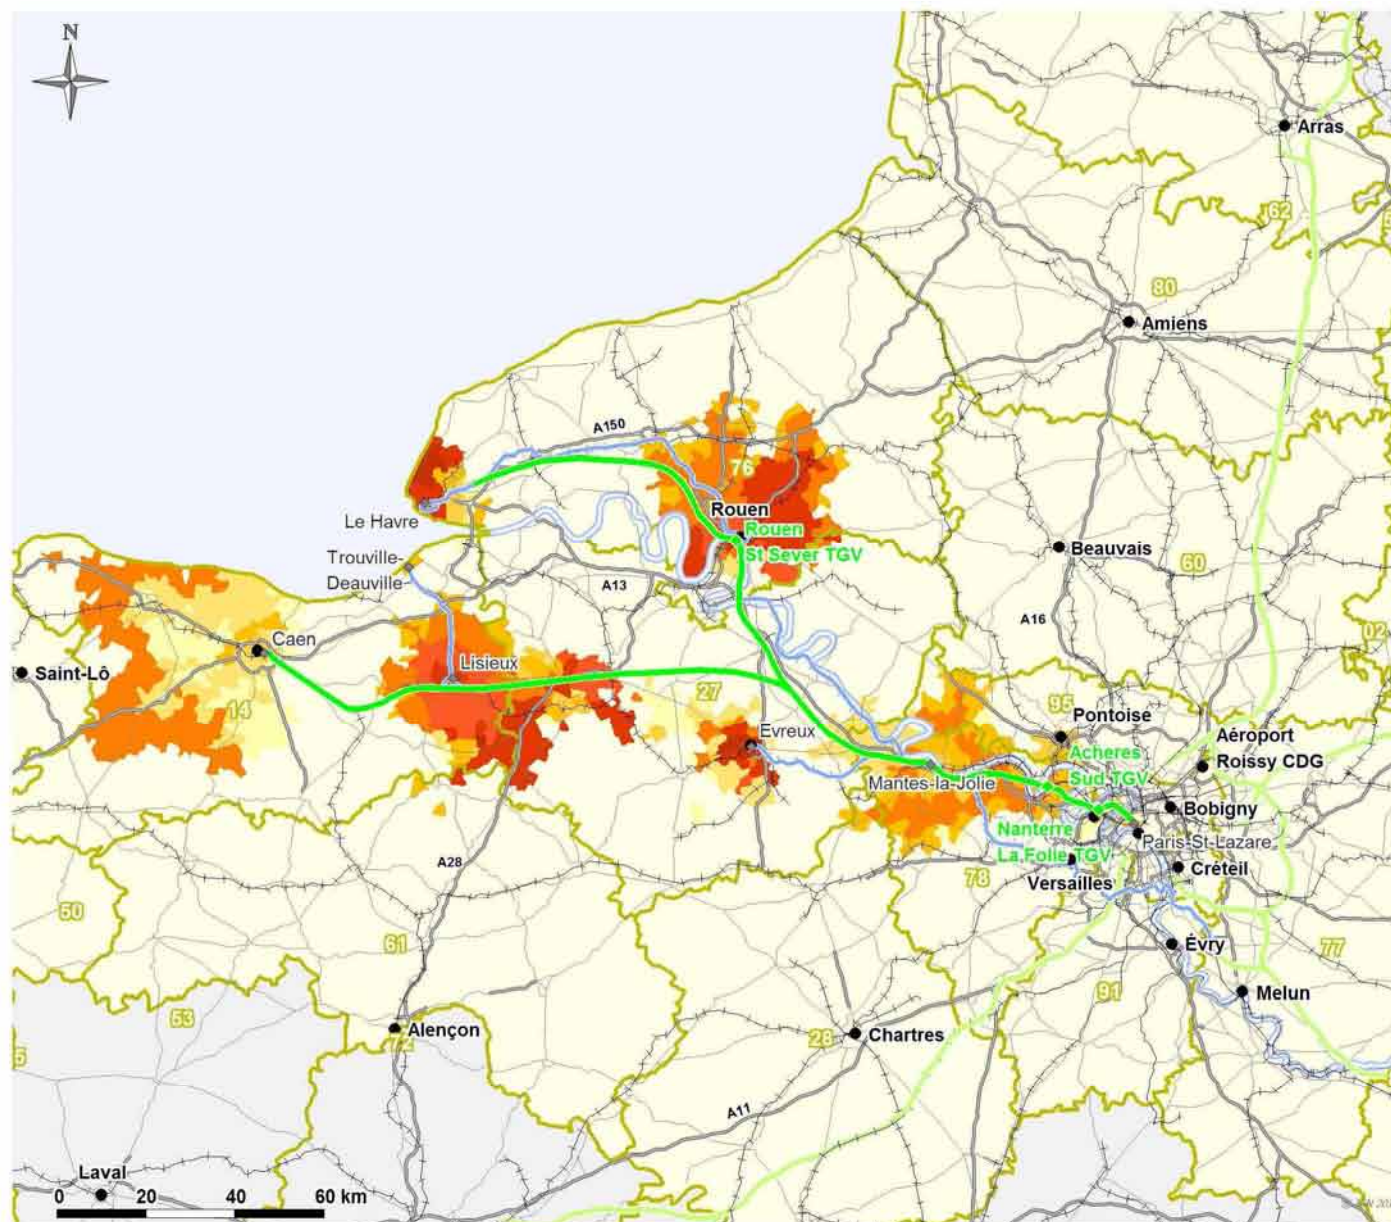 N
Arras
62
80
Amiens
A150
76
Rouen
Rouen
St Sever TGV
Le Havre
Trouville-
Deauville
A13
Beauvais
60
A16
02
Caen
Saint-Lô
Lisieux
14
27
Evreux
95
Pontoise
Acheres
Sud TGV
Aéroport
Roissy CDG
Mantes-la-Jolie
Bobigny
Nanterre
La Folie TGV
Paris-St-Lazare
Créteil
78
Versailles
A28
50
61
Évry
77
91
Melun
53
Alençon
72
28
Chartres
A11
Laval
0 20 40 60 km